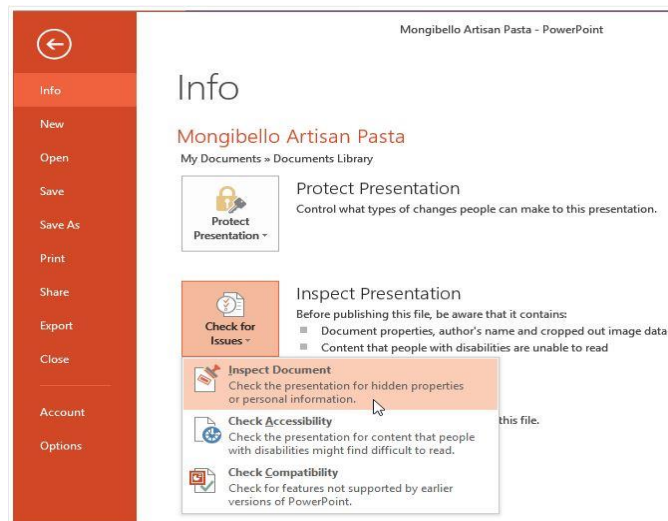 Mongibello Artisan Pasta - PowerPoint
Info
New
Open
Save
Save As
Print
Share
Export
Close
Account
Options
Info
Mongibello Artisan Pasta
My Documents » Documents Library
Protect
Presentation
Protect Presentation
Control what types of changes people can make to this presentation.
Check for
Issues
Inspect Presentation
Before publishing this file, be aware that it contains:
Document properties, author's name and cropped out image data
Content that people with disabilities are unable to read
Inspect Document
Check the presentation for hidden properties
or personal information.
Check Accessibility
Check the presentation for content that people
with disabilities might find difficult to read.
Check Compatibility
Check for features not supported by earlier
versions of PowerPoint.
this file.